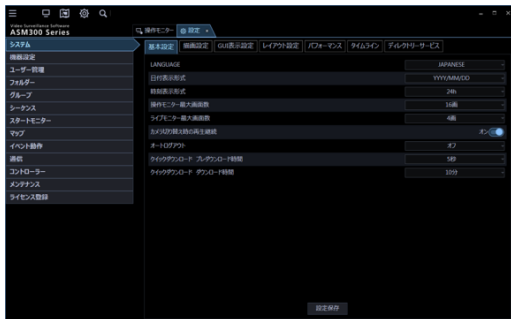 操作モニター 設定
Video Surveillance Software
ASM300 Series
システム
機器設定
ユーザー管理
フォルダー
グループ
シーケンス
スタートモニター
マップ
イベント動作
通信
コントローラー
メンテナンス
ライセンス登録
基本設定 描画設定 GUI表示設定 レイアウト設定 パフォーマンス タイムライン ディレクトリーサービス
LANGUAGE JAPANESE
日付表示形式 YYYY/MM/DD
時刻表示形式 24h
操作モニター最大画面数 16画
ライブモニター最大画面数 4画
カメラ切り替え時の再生継続 オン
オートログアウト オフ
クイックダウンロード プレダウンロード時間 5秒
クイックダウンロード ダウンロード時間 10分
設定保存